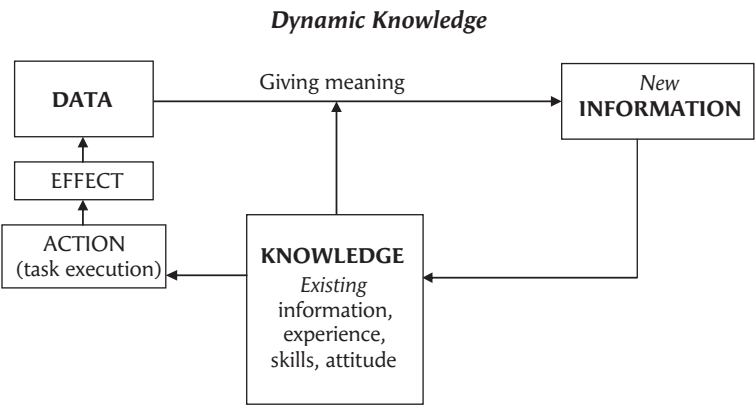 Dynamic Knowledge
DATA
Giving meaning
New
INFORMATION
EFFECT
ACTION
(task execution)
KNOWLEDGE
Existing
information,
experience,
skills, attitude